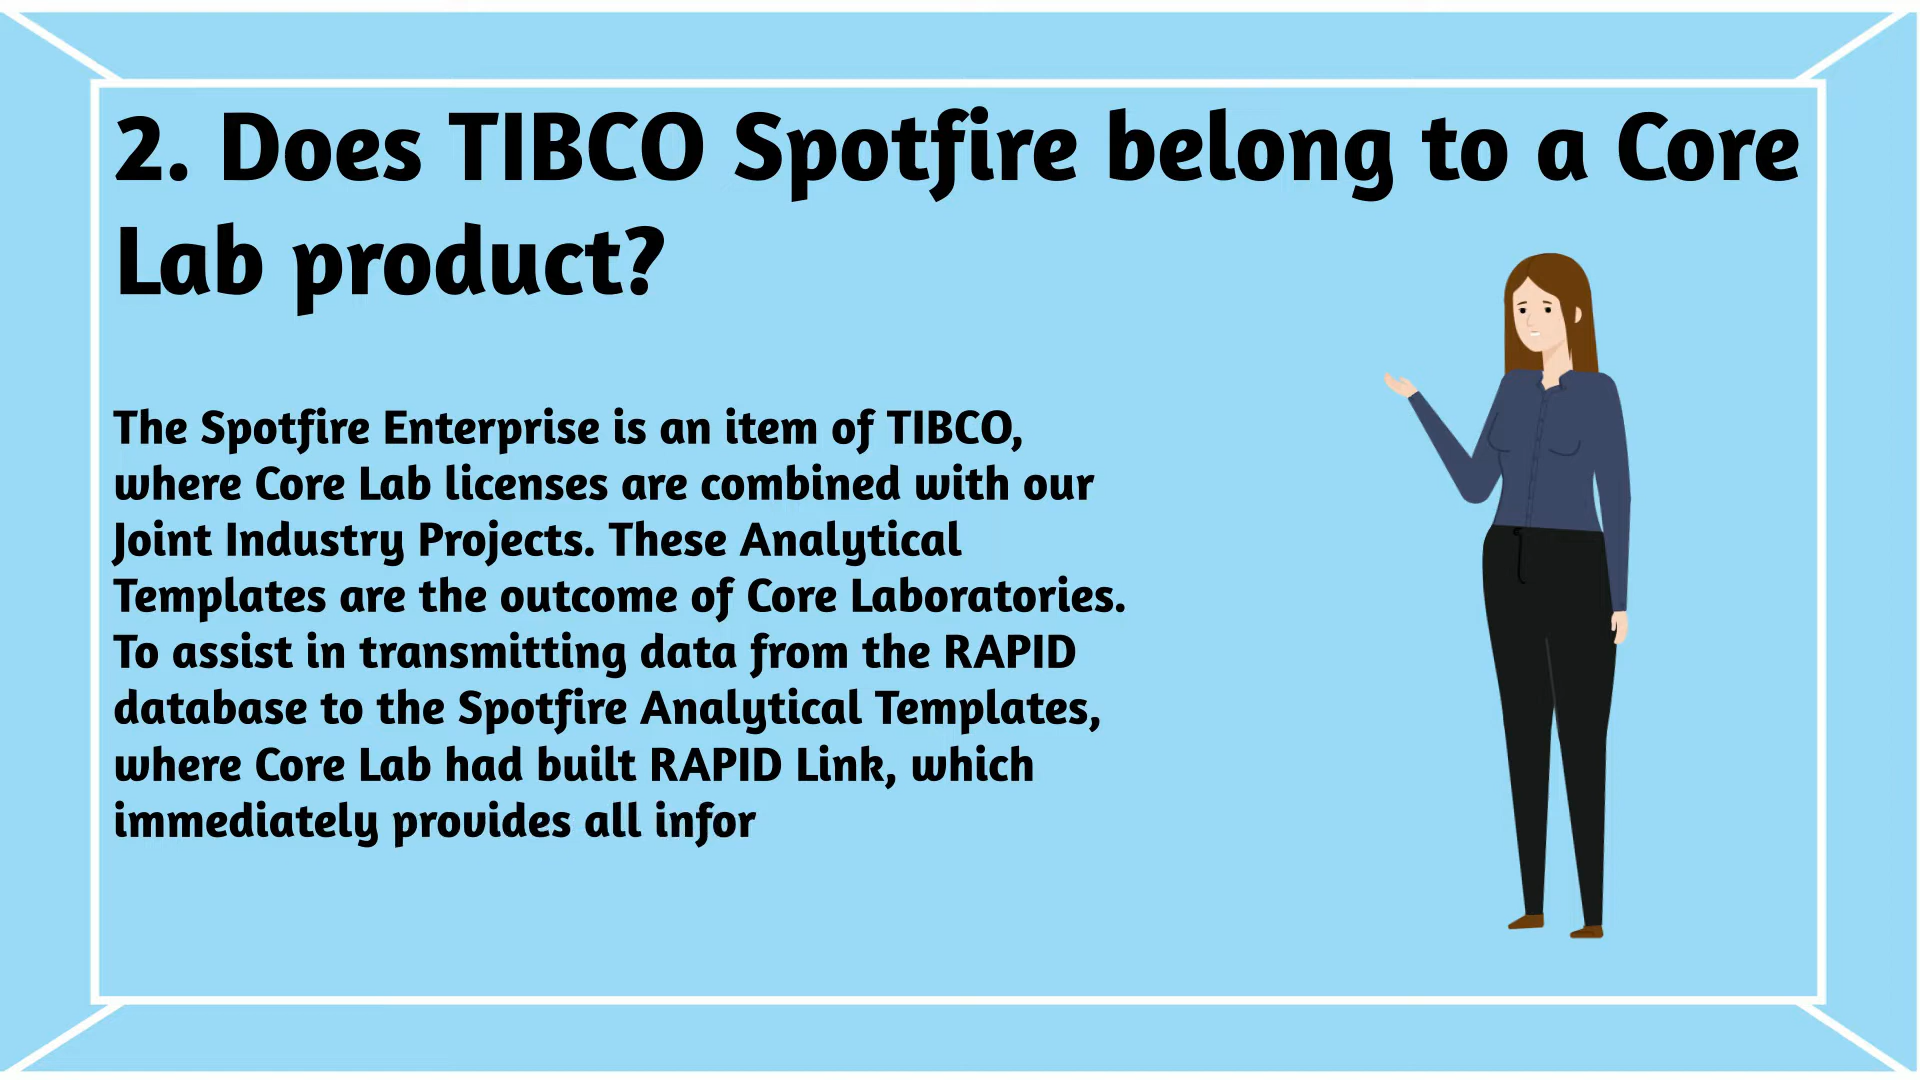 2. Does TIBCO Spotfire belong to a Core
Lab product?
The Spotfire Enterprise is an item of TIBCO,
where Core Lab licenses are combined with our
Joint Industry Projects. These Analytical
Templates are the outcome of Core Laboratories.
To assist in transmitting data from the RAPID
database to the Spotfire Analytical Templates,
where Core Lab had built RAPID Link, which
immediately provides all infor